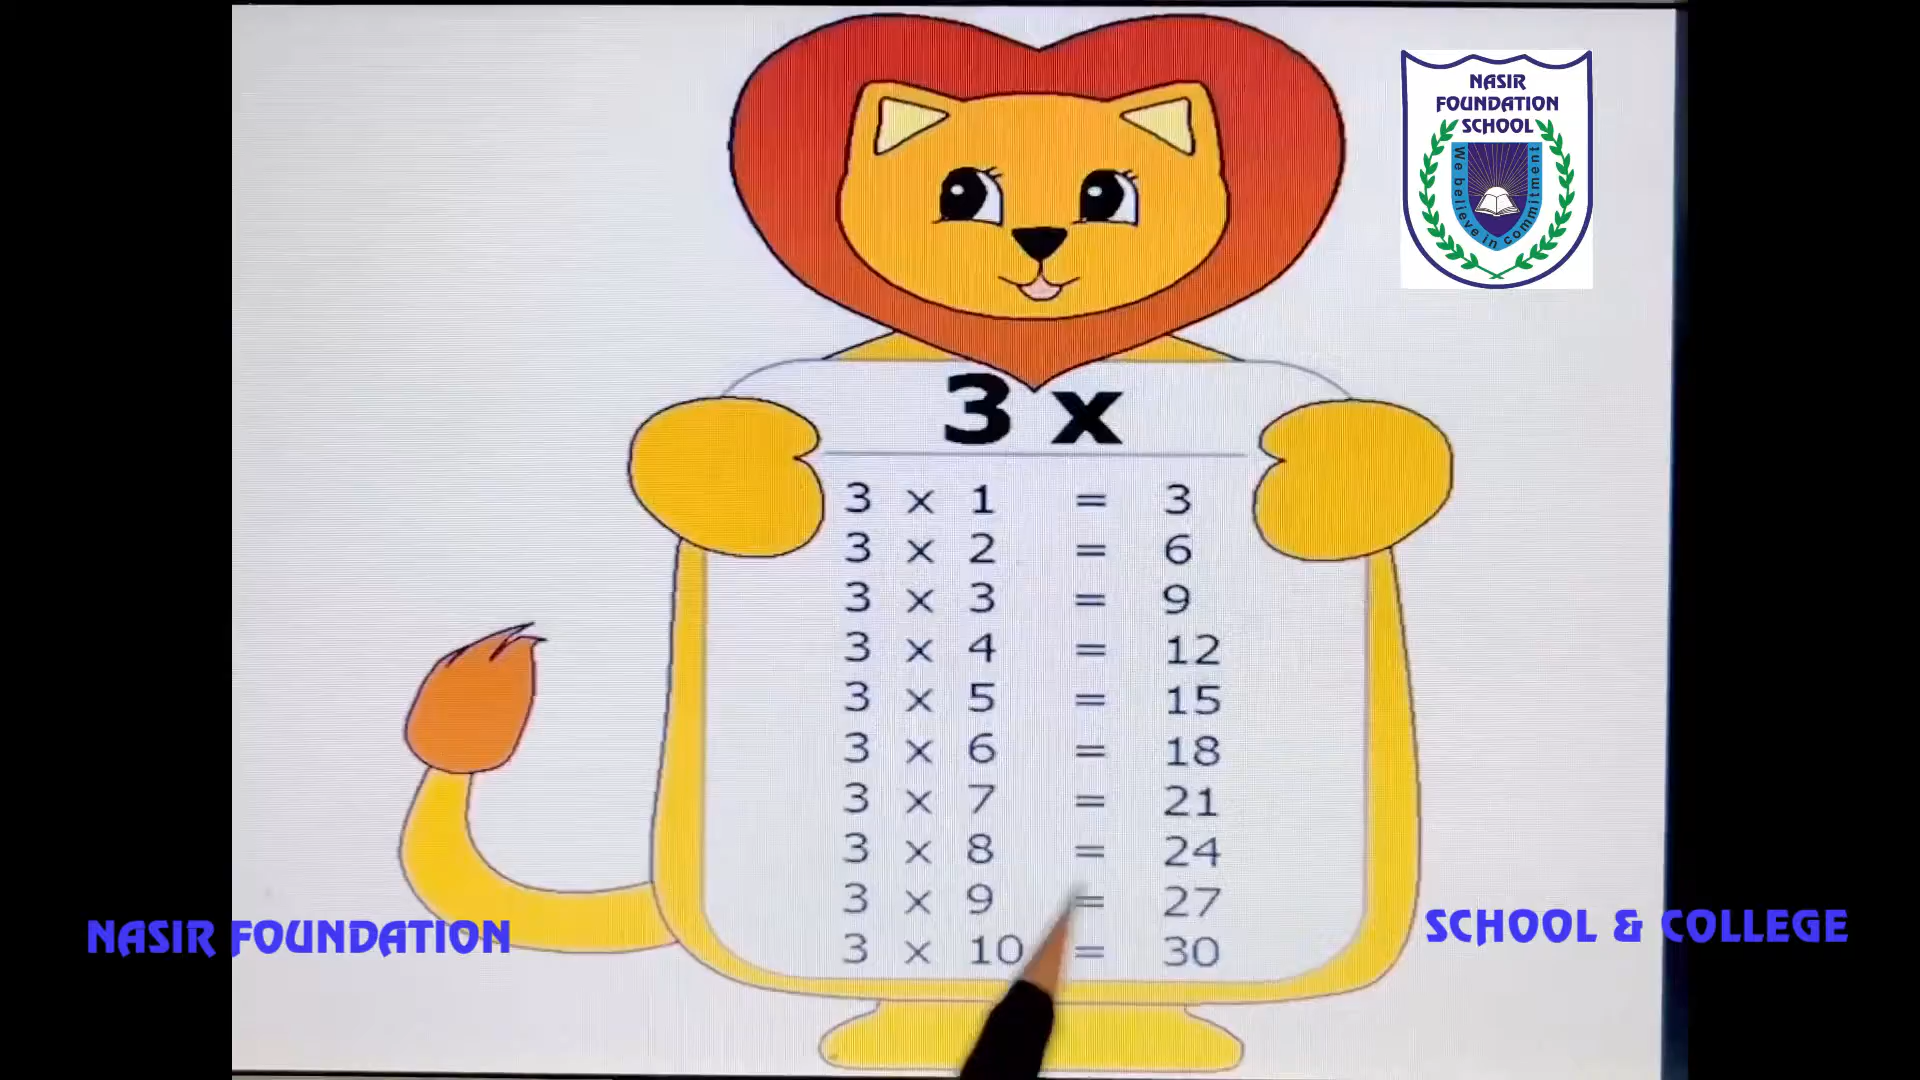 NASIR
FOUNDATION
SCHOOL
We believe in commitment
3 x
3 x 1 = 3
3 x 2 = 6
3 x 3 = 9
3 x 4 = 12
3 x 5 = 15
3 x 6 = 18
3 x 7 = 21
3 x 8 = 24
3 x 9 = 27
3 x 10 = 30
NASIR FOUNDATION
SCHOOL & COLLEGE